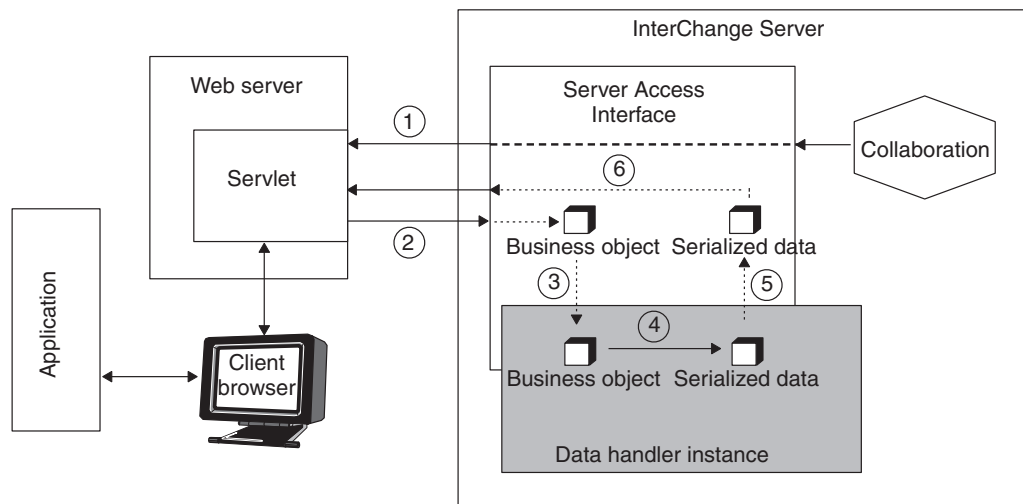 InterChange Server
Web server
Server Access
Interface
1
Collaboration
Servlet
6
2
Business object
Serialized data
3
5
Application
Client
browser
4
Business object
Serialized data
Data handler instance